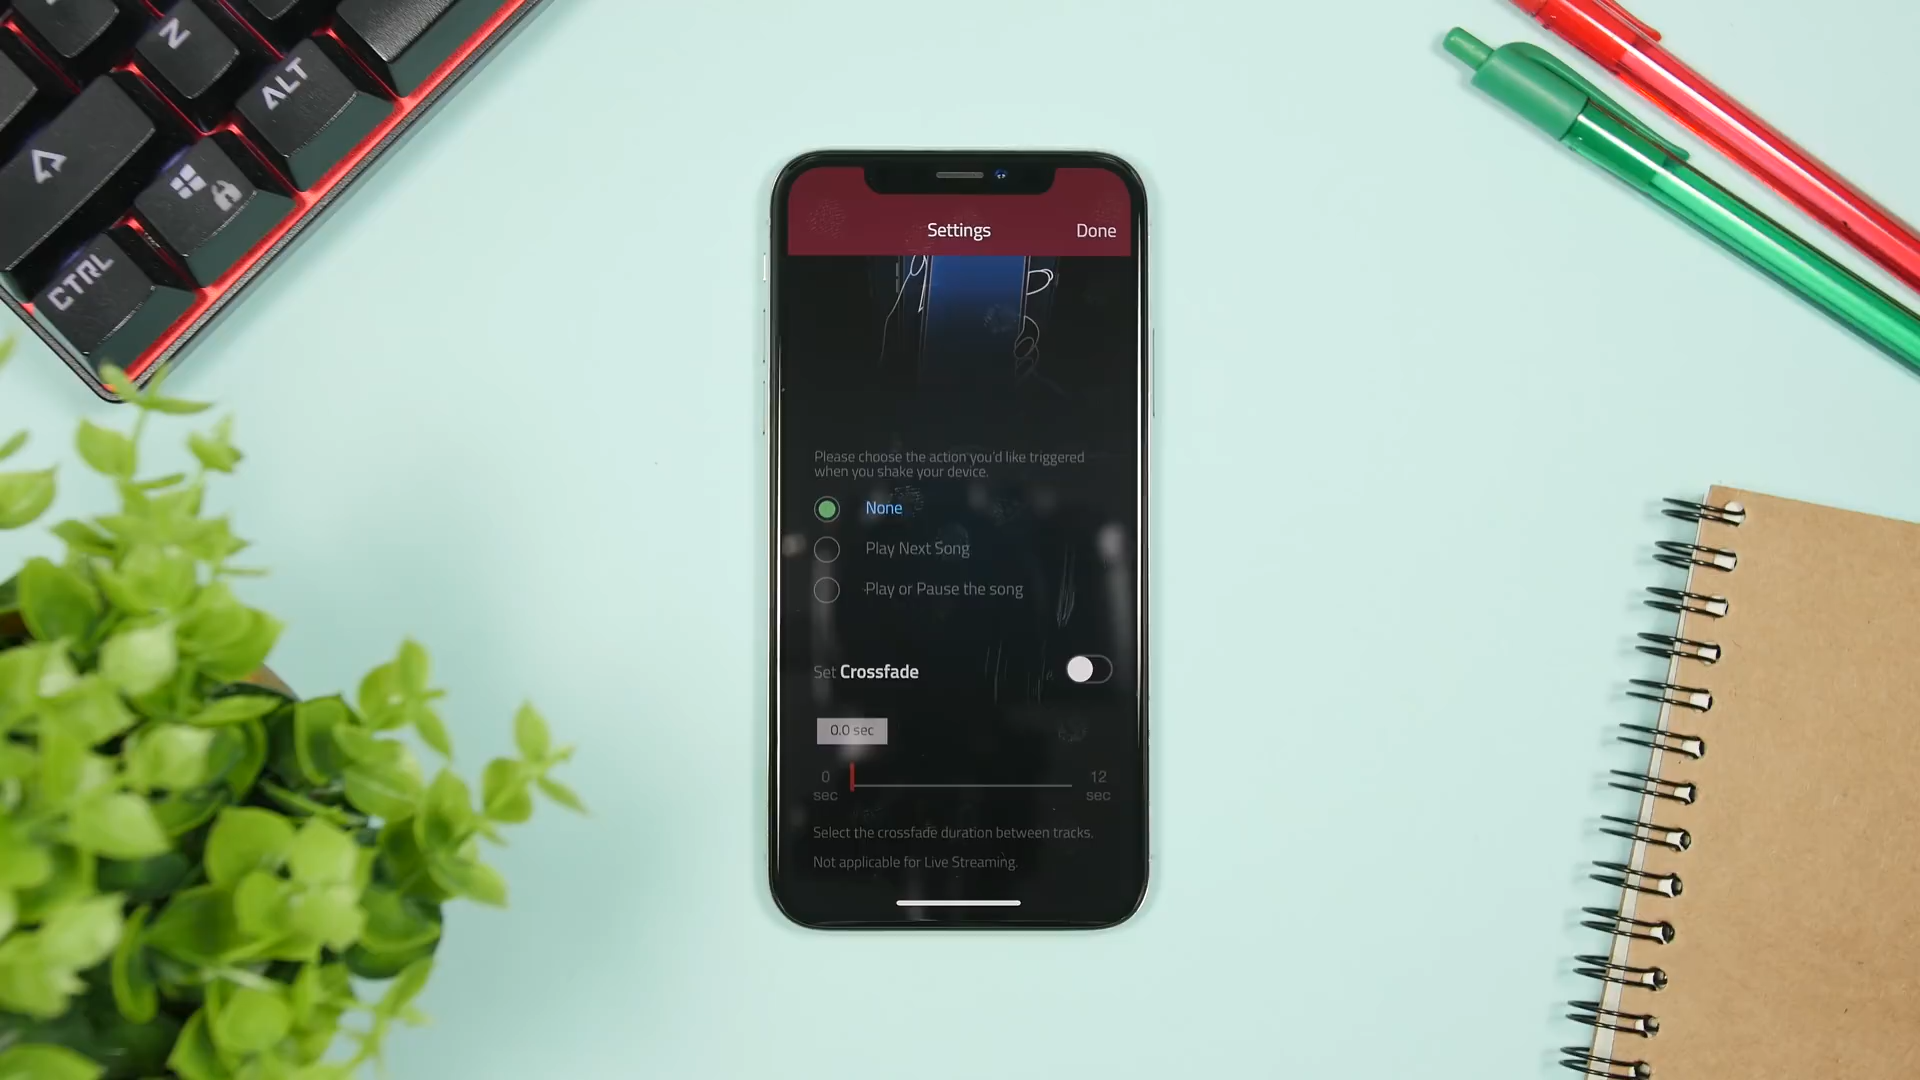 N
ALT
CTRL
Settings
Done
Please choose the action you'd like triggered
when you shake your device.
None
Play Next Song
Play or Pause the song
Set Crossfade
0.0 sec
0
sec
12
sec
Select the crossfade duration between tracks.
Not applicable for Live Streaming.